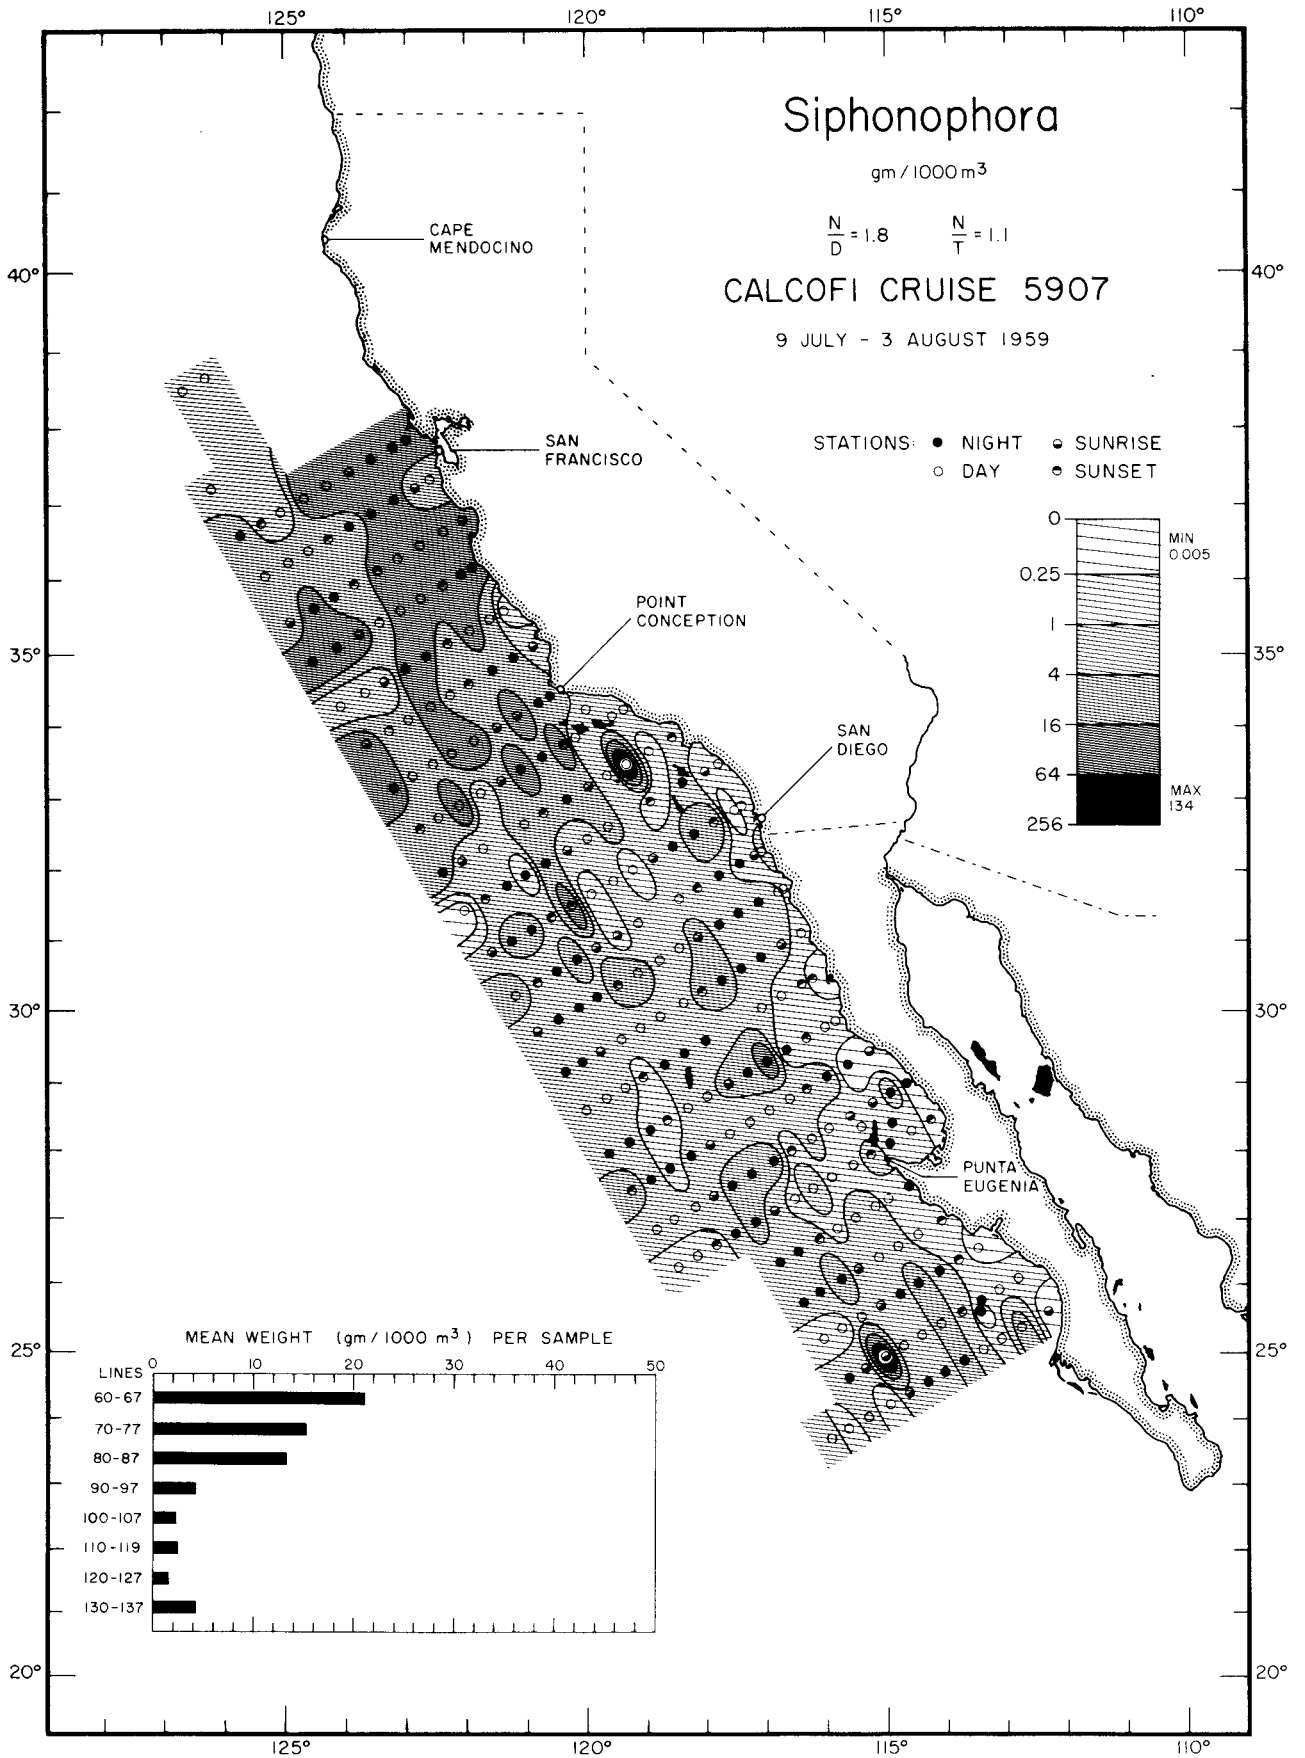 125° 120° 115° 110°
Siphonophora
gm/1000 m³
N/D = 1.8 N/T = 1.1
CALCOFI CRUISE 5907
9 JULY - 3 AUGUST 1959
CAPE
MENDOCINO
40° 40°
STATIONS: ● NIGHT SUNRISE
○ DAY SUNSET
SAN
FRANCISCO
0
MIN
0.005
0.25
1
4
16
64
MAX
134
256
POINT
CONCEPTION
35° 35°
SAN
DIEGO
30° 30°
PUNTA
EUGENIA
25° 25°
MEAN WEIGHT (gm/1000 m³) PER SAMPLE
LINES 0 10 20 30 40 50
60-67
70-77
80-87
90-97
100-107
110-119
120-127
130-137
20° 20°
125° 120° 115° 110°